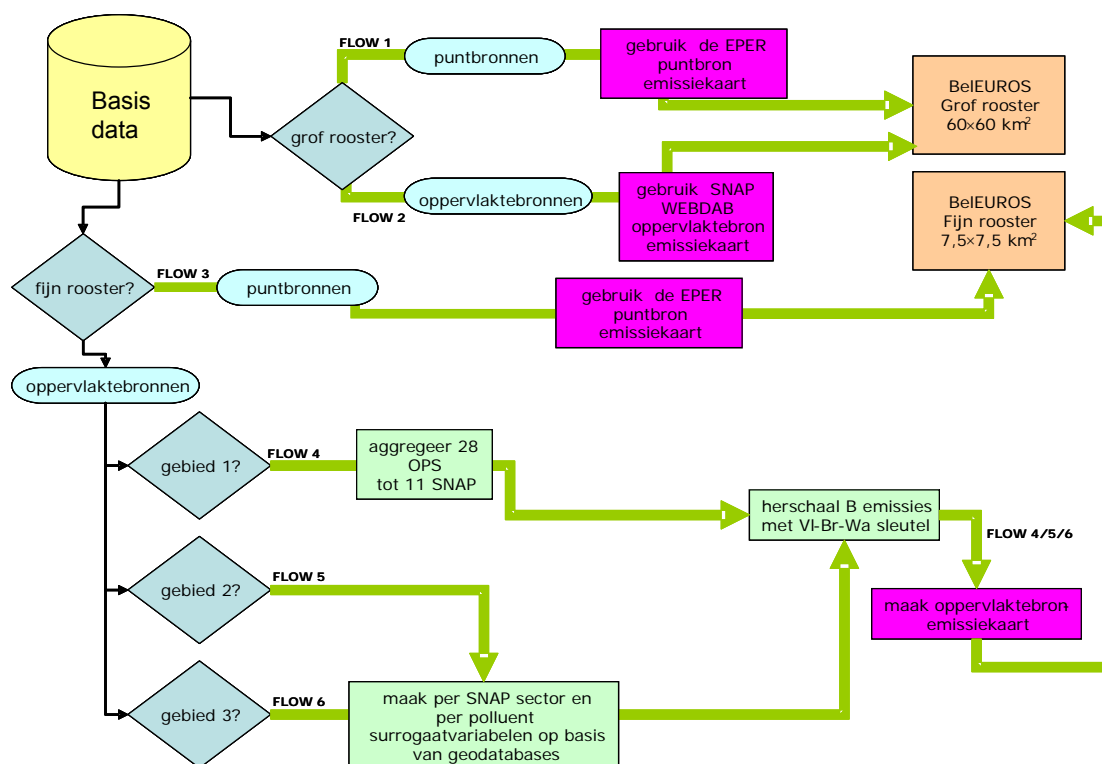 Basis
data
FLOW 1
puntbronnen
gebruik de EPER
puntbron
emissiekaart
BelEUROS
Grof rooster
60×60 km²
grof rooster?
FLOW 2
oppervlaktebronnen
gebruik SNAP
WEBDAB
oppervlaktebron
emissiekaart
BelEUROS
Fijn rooster
7,5×7,5 km²
fijn rooster?
FLOW 3
puntbronnen
gebruik de EPER
puntbron
emissiekaart
oppervlaktebronnen
gebied 1?
FLOW 4
aggregeer 28
OPS
tot 11 SNAP
herschaal B emissies
met Vl-Br-Wa sleutel
FLOW 4/5/6
gebied 2?
FLOW 5
maak oppervlaktebron-
emissiekaart
gebied 3?
FLOW 6
maak per SNAP sector en
per polluent
surrogaatvariabelen op basis
van geodatabases